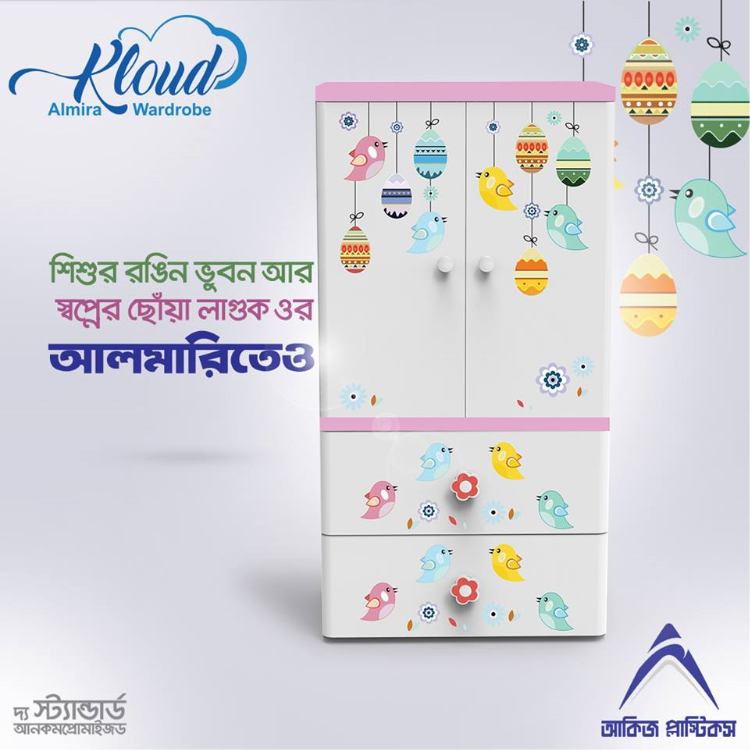 Kloud
Almira Wardrobe
শিশুর রঙিন ভুবন আর
স্বপ্নের ছোঁয়া লাগুক ওর
আলমারিতেও
দ্য স্ট্যান্ডার্ড
আনকমপ্রোমাইজড
আকিজ প্লাস্টিকস